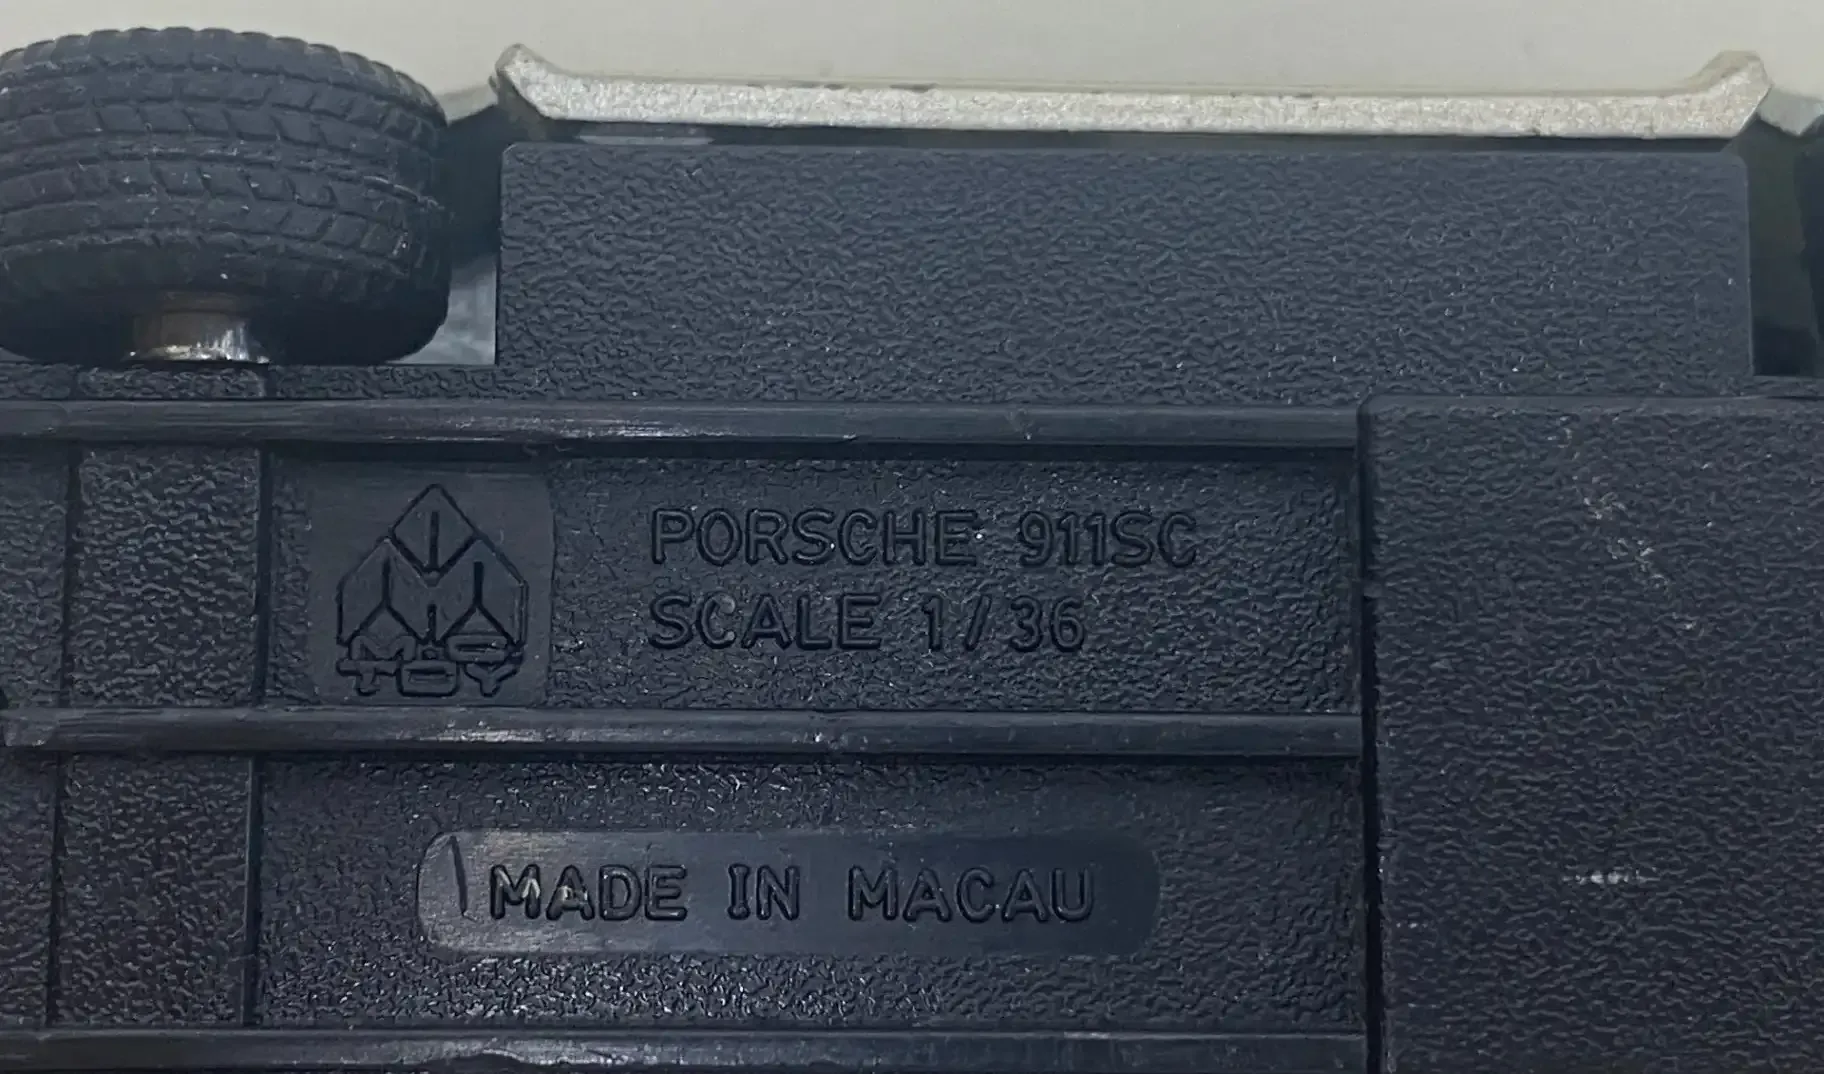 M C
TOY
PORSCHE 911SC
SCALE 1/36
MADE IN MACAU